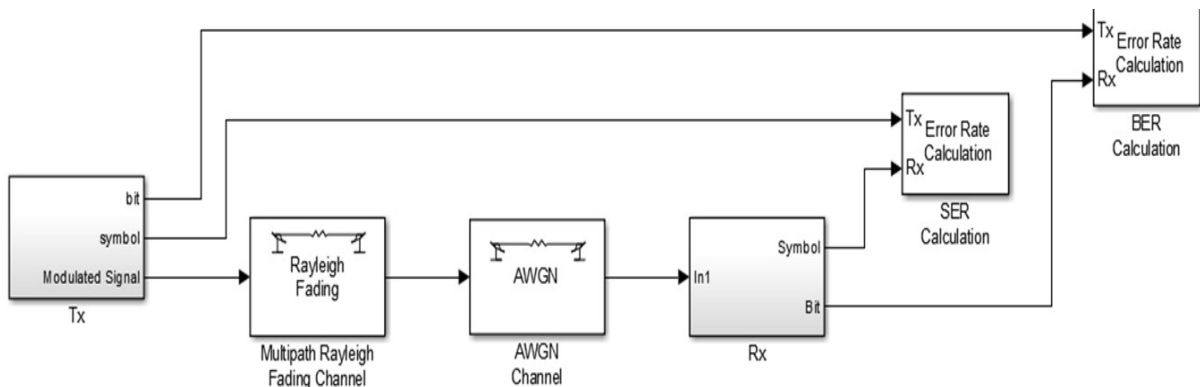 Tx
Error Rate
Calculation
Rx
BER
Calculation
Tx
Error Rate
Calculation
Rx
SER
Calculation
bit
symbol
Modulated Signal
Tx
Rayleigh
Fading
Multipath Rayleigh
Fading Channel
AWGN
AWGN
Channel
In1
Symbol
Bit
Rx